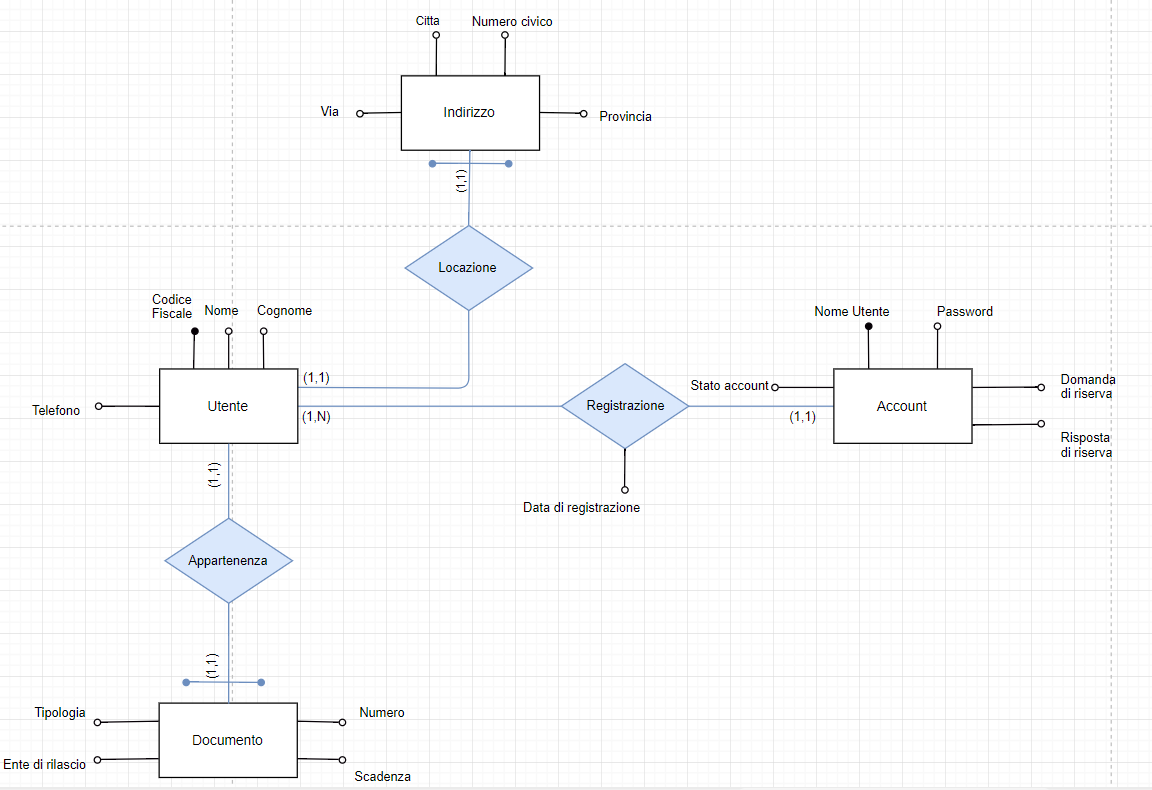 Citta
Numero civico
Via
Indirizzo
Provincia
(1,1)
Locazione
Codice
Fiscale
Nome
Cognome
Nome Utente
Password
(1,1)
Stato account
Domanda
di riserva
Telefono
Utente
Registrazione
Account
(1,N)
(1,1)
Risposta
di riserva
(1,1)
Data di registrazione
Appartenenza
(1,1)
Tipologia
Numero
Documento
Ente di rilascio
Scadenza